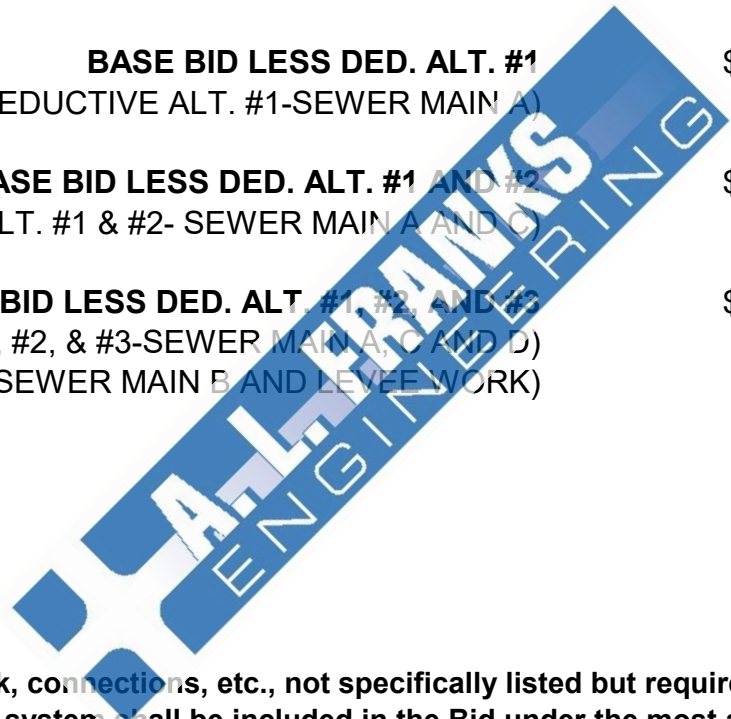 BASE BID LESS DED. ALT. #1 $
EDUCTIVE ALT. #1-SEWER MAIN A)
ASE BID LESS DED. ALT. #1 AND #2 $
LT. #1 & #2- SEWER MAIN A AND C)
BID LESS DED. ALT. #1, #2, AND #3 $
, #2, & #3-SEWER MAIN A, C AND D)
SEWER MAIN B AND LEVEE WORK)
A. L. FRANKS
ENGINEERING
k, connections, etc., not specifically listed but require
system shall be included in the Bid under the most a